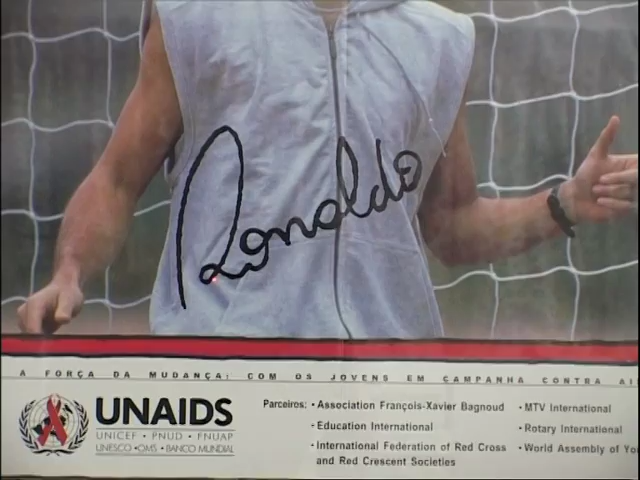 Ronaldo
A FORÇA DA MUDANÇA: COM OS JOVENS EM CAMPANHA CONTRA
UNAIDS
UNICEF • PNUD • FNUAP
UNESCO • OMS • BANCO MUNDIAL
Parceiros: • Association François-Xavier Bagnoud
• Education International
• International Federation of Red Cross
and Red Crescent Societies
• MTV International
• Rotary International
• World Assembly of